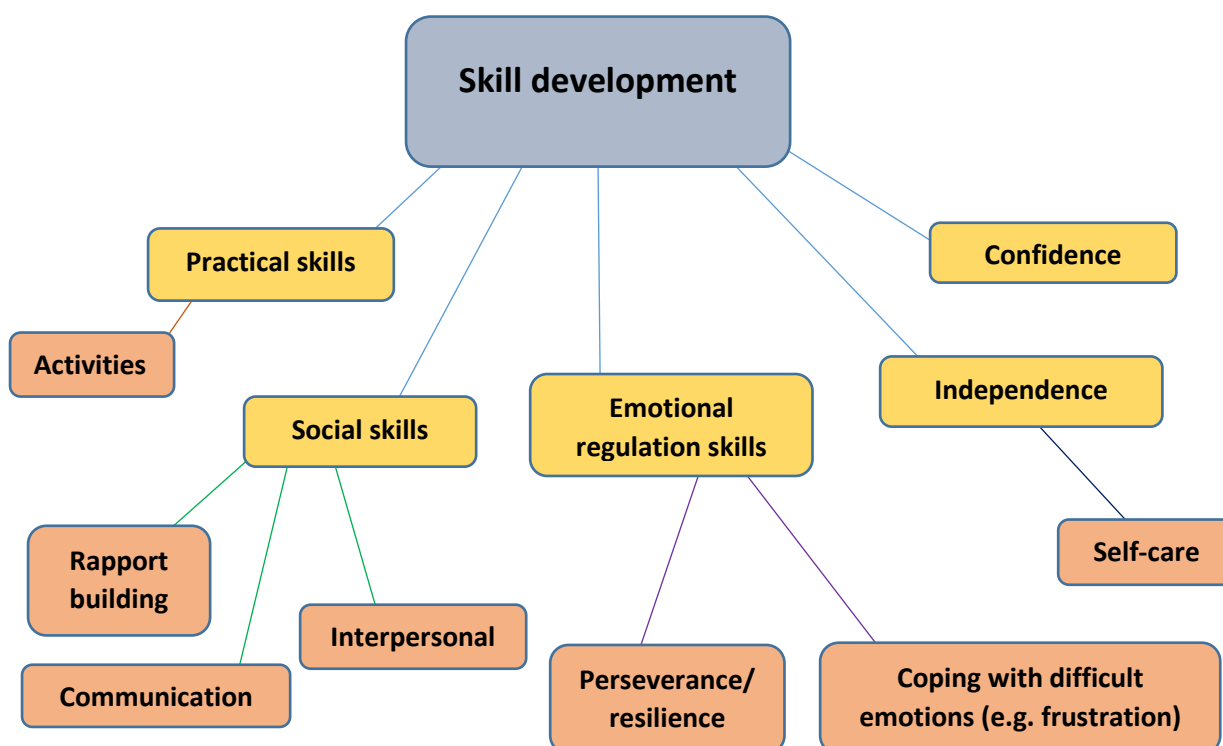 Skill development
Practical skills
Confidence
Activities
Independence
Social skills
Emotional
regulation skills
Self-care
Rapport
building
Interpersonal
Communication
Perseverance/
resilience
Coping with difficult
emotions (e.g. frustration)